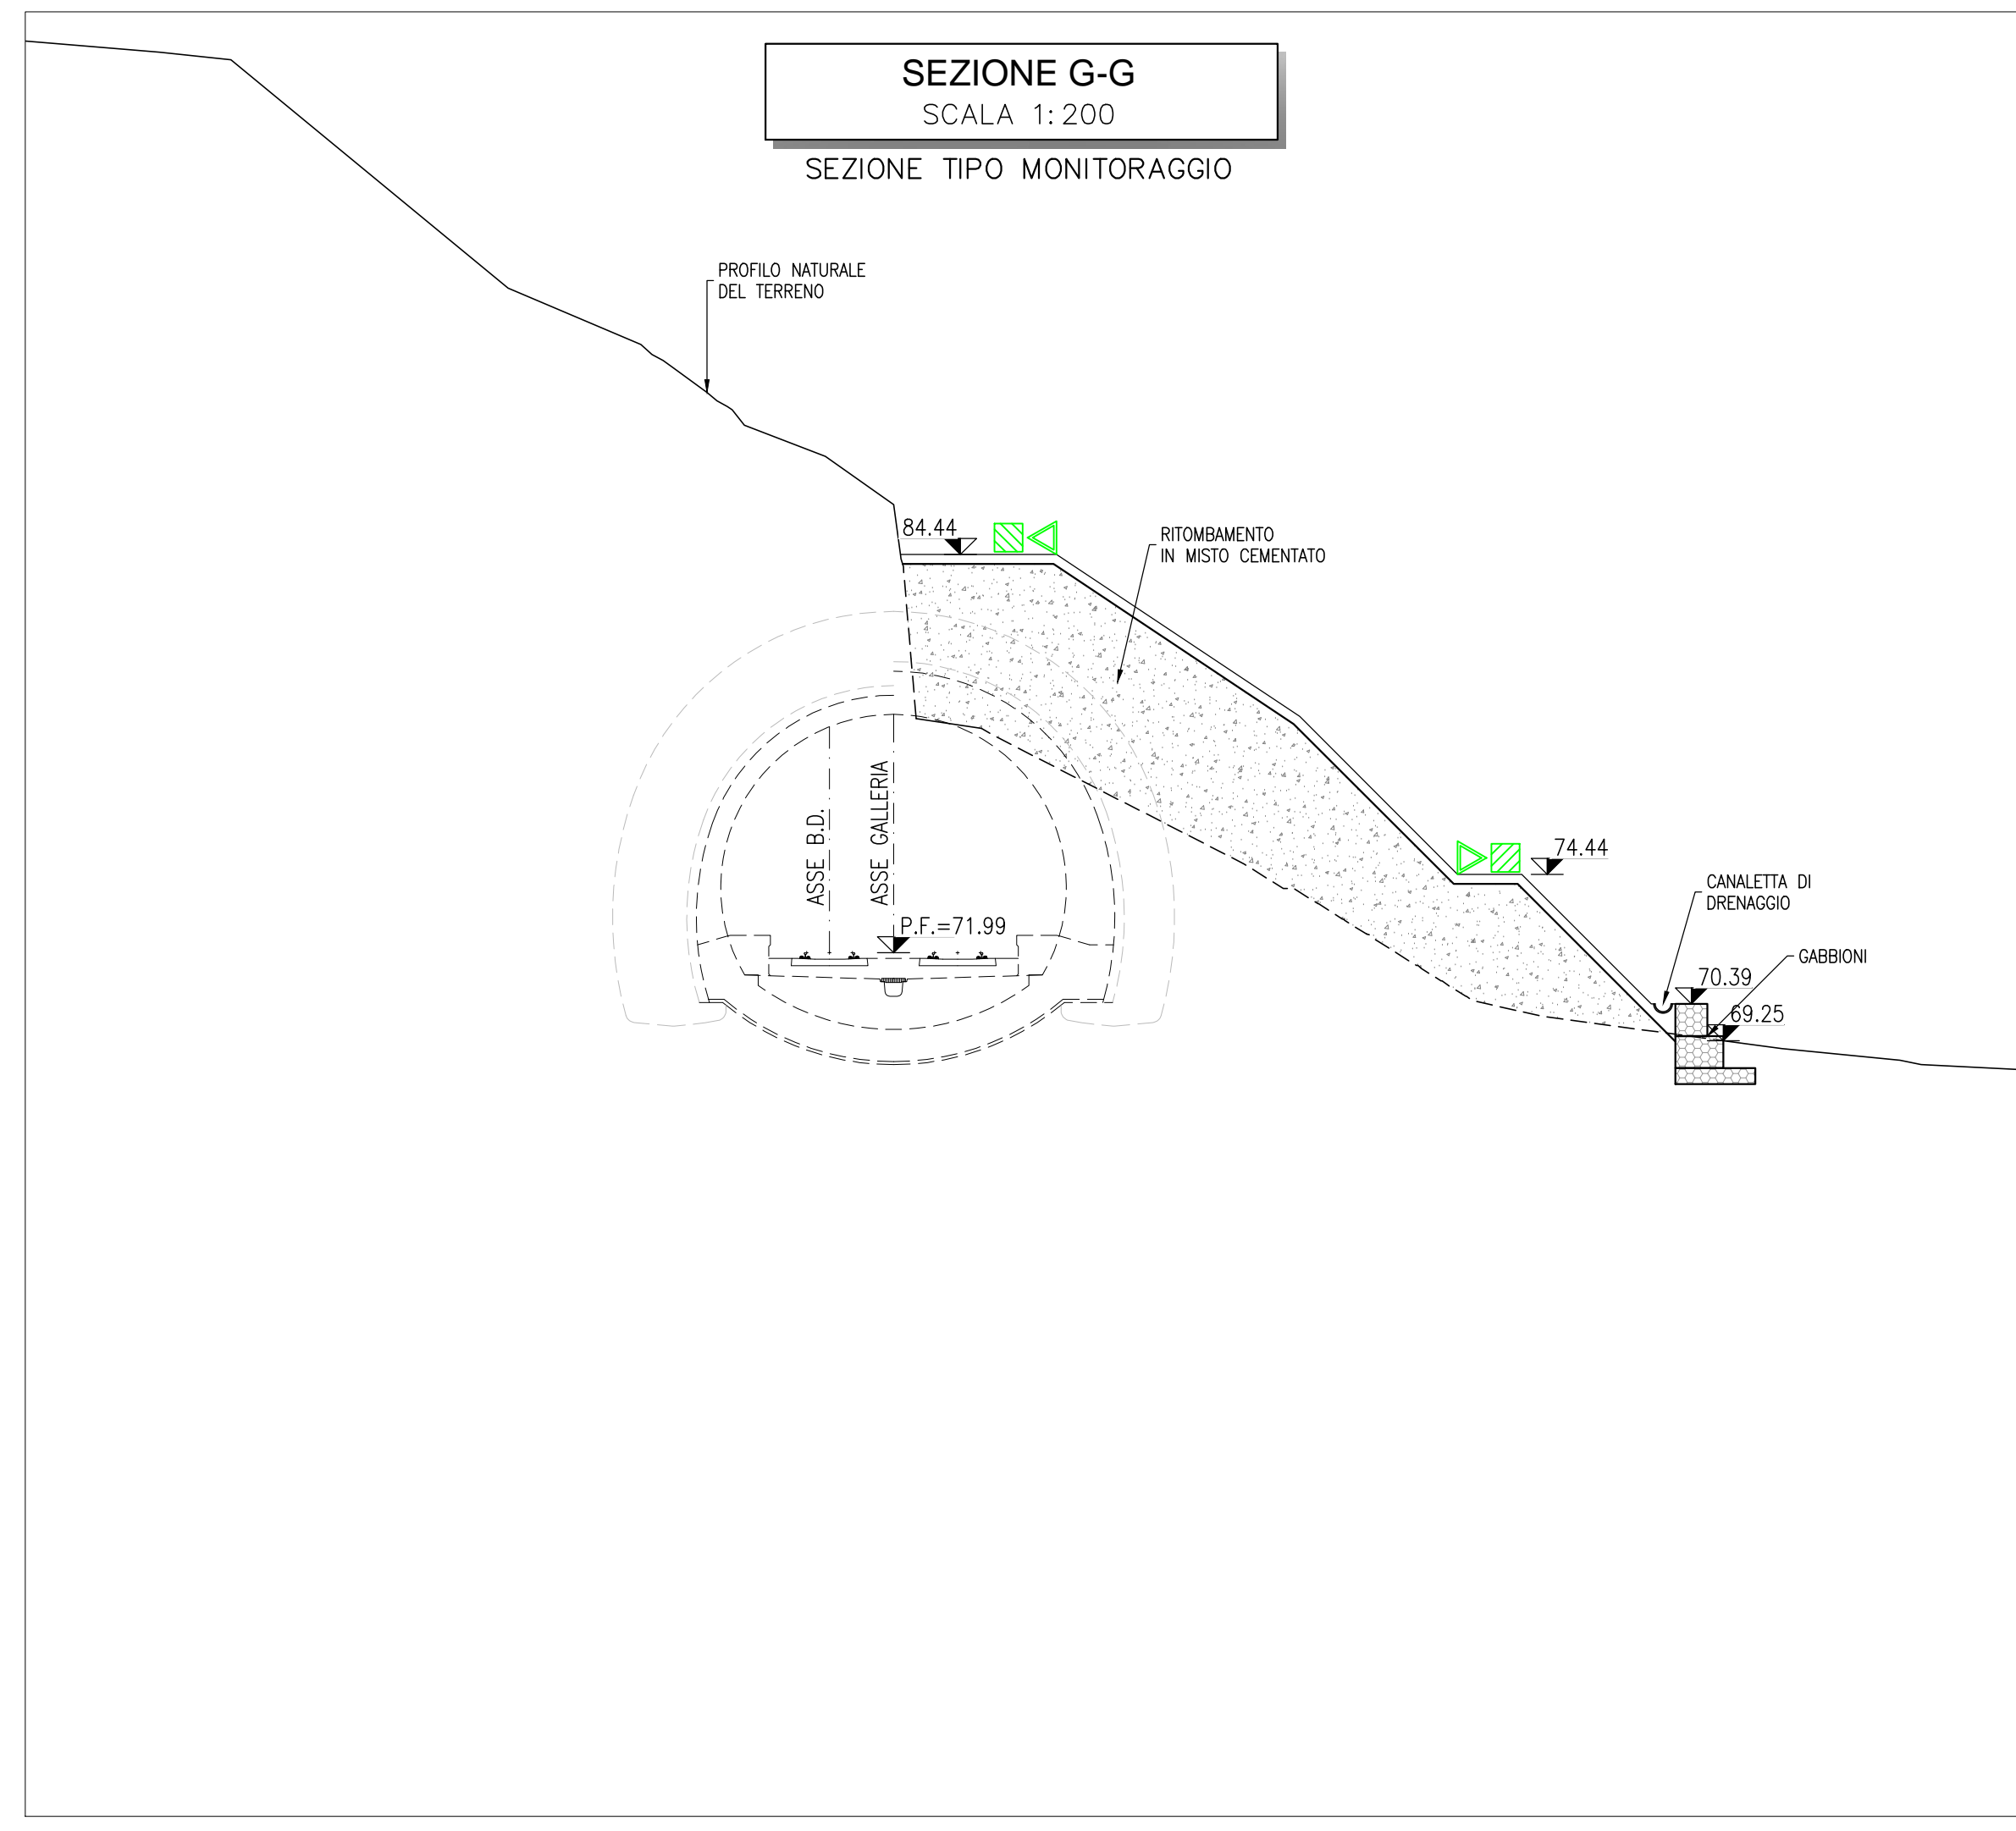 SEZIONE G-G
SCALA 1:200
SEZIONE TIPO MONITORAGGIO
PROFILO NATURALE
DEL TERRENO
84.44
RITOMBAMENTO
IN MISTO CEMENTATO
ASSE B.D.
ASSE GALLERIA
P.F.=71.99
74.44
CANALETTA DI
DRENAGGIO
GABBIONI
70.39
69.25